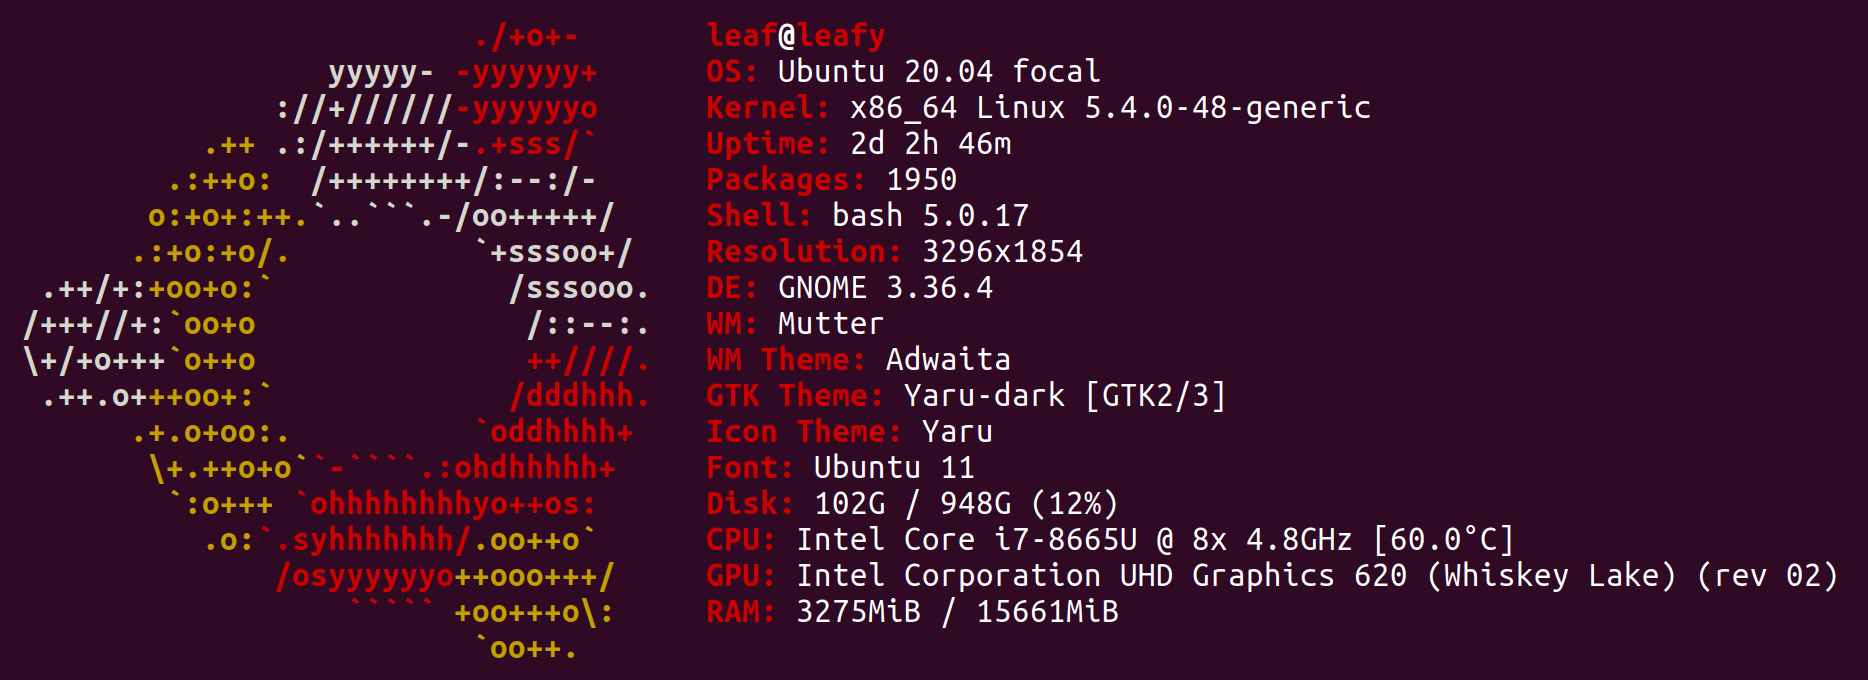 ./+o+- leaf@leafy
yyyyy- -yyyyyy+ OS: Ubuntu 20.04 focal
://+//////-yyyyyyo Kernel: x86_64 Linux 5.4.0-48-generic
.++ .:/++++++/-.+sss/` Uptime: 2d 2h 46m
.:++o: /++++++++/:--:/- Packages: 1950
o:+o+:++.`..```.-/oo+++++/ Shell: bash 5.0.17
.:+o:+o/. `+sssoo+/ Resolution: 3296x1854
.++/+:+oo+o:` /sssooo. DE: GNOME 3.36.4
/+++//+:`oo+o /::--:. WM: Mutter
\+/+o+++`o++o ++////. WM Theme: Adwaita
.++.o+++oo+:` /dddhhh. GTK Theme: Yaru-dark [GTK2/3]
.+.o+oo:. `oddhhhh+ Icon Theme: Yaru
\+.++o+o``-````.:ohdhhhhh+ Font: Ubuntu 11
`:o+++ `ohhhhhhhhyo++os: Disk: 102G / 948G (12%)
.o:`.syhhhhhhh/.oo++o` CPU: Intel Core i7-8665U @ 8x 4.8GHz [60.0°C]
/osyyyyyyo++ooo+++/ GPU: Intel Corporation UHD Graphics 620 (Whiskey Lake) (rev 02)
````` +oo+++o\: RAM: 3275MiB / 15661MiB
`oo++.